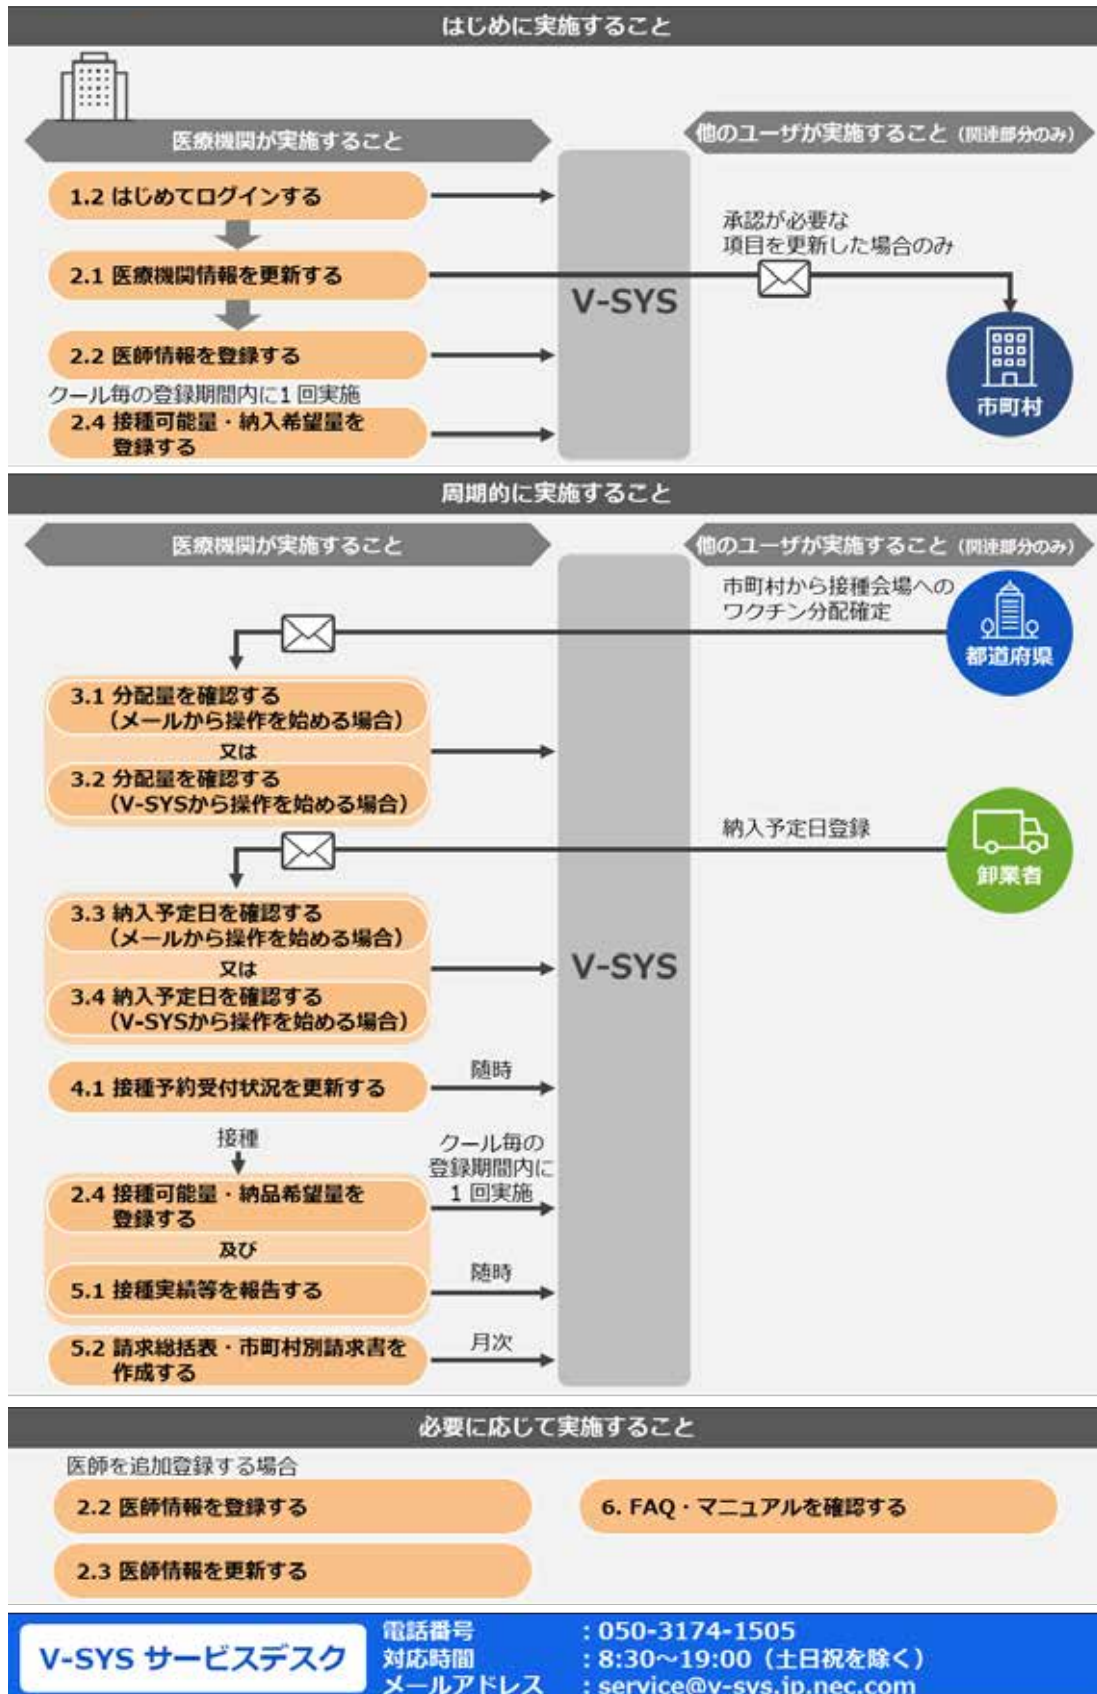 はじめに実施すること
医療機関が実施すること
他のユーザが実施すること（関連部分のみ）
1.2 はじめてログインする
承認が必要な
項目を更新した場合のみ
2.1 医療機関情報を更新する
V-SYS
2.2 医師情報を登録する
市町村
クール毎の登録期間内に1回実施
2.4 接種可能量・納入希望量を
登録する
周期的に実施すること
医療機関が実施すること
他のユーザが実施すること（関連部分のみ）
市町村から接種会場への
ワクチン分配確定
都道府県
3.1 分配量を確認する
（メールから操作を始める場合）
又は
3.2 分配量を確認する
（V-SYSから操作を始める場合）
納入予定日登録
卸業者
3.3 納入予定日を確認する
（メールから操作を始める場合）
又は
V-SYS
3.4 納入予定日を確認する
（V-SYSから操作を始める場合）
4.1 接種予約受付状況を更新する
随時
接種
クール毎の
登録期間内に
1 回実施
2.4 接種可能量・納品希望量を
登録する
及び
5.1 接種実績等を報告する
随時
5.2 請求総括表・市町村別請求書を
作成する
月次
必要に応じて実施すること
医師を追加登録する場合
2.2 医師情報を登録する
6. FAQ・マニュアルを確認する
2.3 医師情報を更新する
V-SYS サービスデスク
電話番号 ：050-3174-1505
対応時間 ：8:30～19:00（土日祝を除く）
メールアドレス ：service@v-sys.jp.nec.com